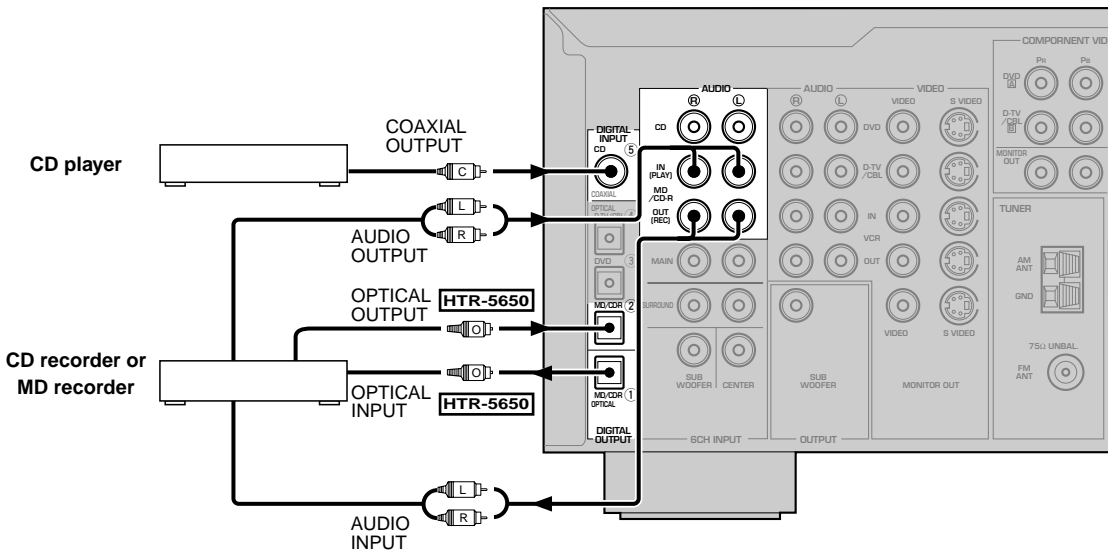 CD player
COAXIAL
OUTPUT
C
L
R
AUDIO
OUTPUT
OPTICAL
OUTPUT
HTR-5650
O
CD recorder or
MD recorder
O
OPTICAL
INPUT
HTR-5650
L
R
AUDIO
INPUT
DIGITAL
INPUT
CD
5
COAXIAL
OPTICAL
4
DVD
3
MD/CDR
2
MD/CDR
1
OPTICAL
DIGITAL
OUTPUT
AUDIO
R L
CD
IN
(PLAY)
MD
/CD-R
OUT
(REC)
MAIN
SURROUND
SUB
WOOFER
CENTER
6CH INPUT
AUDIO
R L
SUB
WOOFER
OUTPUT
VIDEO
VIDEO
S VIDEO
DVD
D-TV
/CBL
IN
VCR
OUT
VIDEO
S VIDEO
MONITOR OUT
COMPORNENT VID
PR
PB
DVD
A
D-TV
/CBL
B
MONITOR
OUT
TUNER
AM
ANT
GND
75Ω UNBAL.
FM
ANT